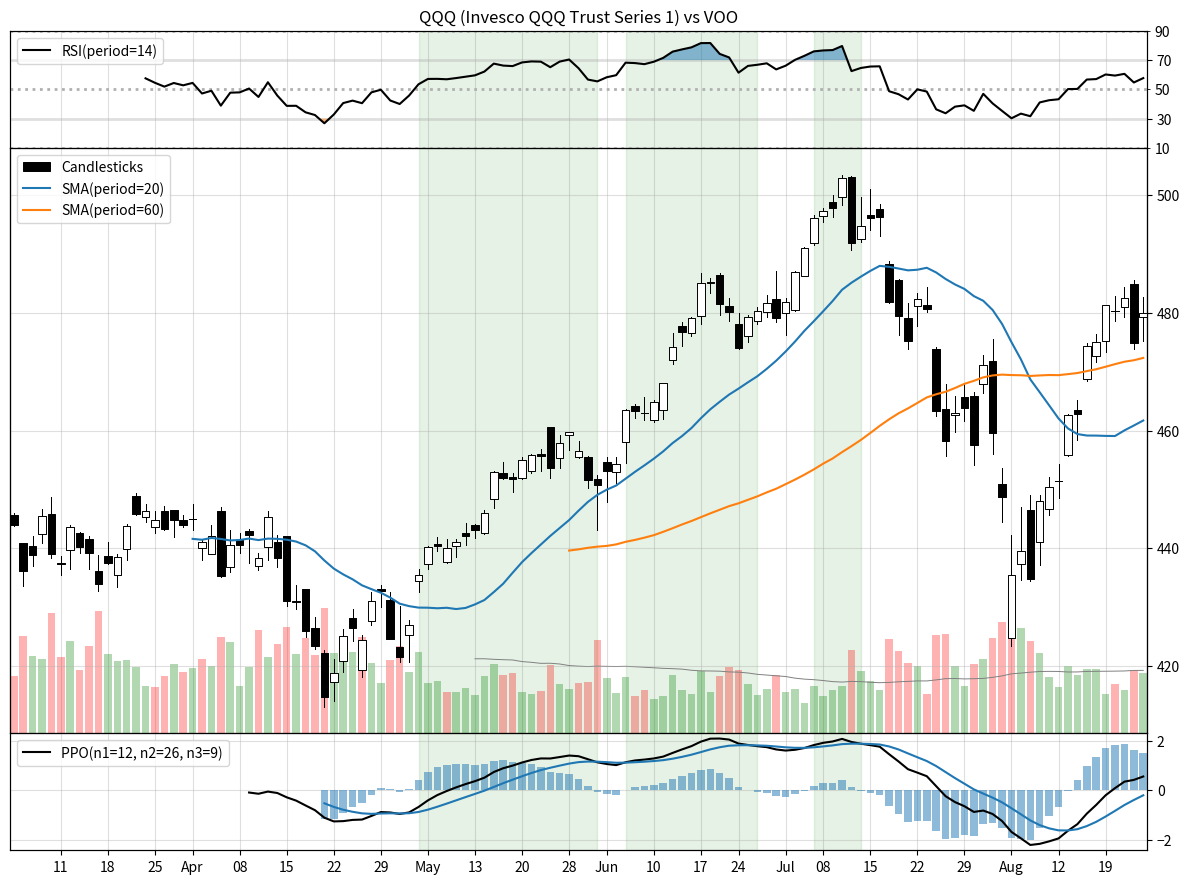 QQQ (Invesco QQQ Trust Series 1) vs VOO
RSI(period=14)
90
70
50
30
10
Candlesticks
SMA(period=20)
SMA(period=60)
500
480
460
440
420
PPO(n1=12, n2=26, n3=9)
2
0
−2
11 18 25 Apr 08 15 22 29 May 13 20 28 Jun 10 17 24 Jul 08 15 22 29 Aug 12 19